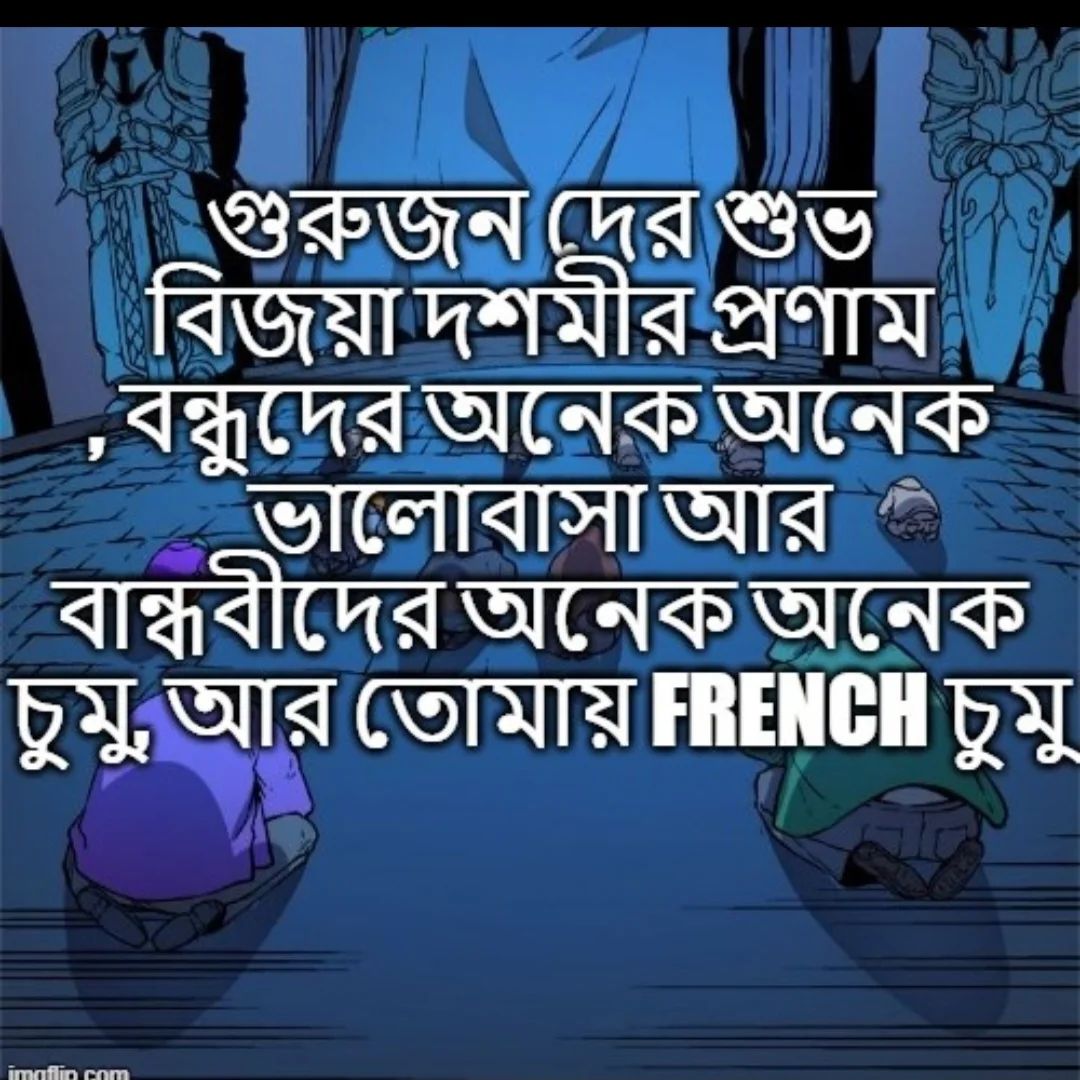 গুরুজন দের শুভ
বিজয়া দশমীর প্রণাম
, বন্ধুদের অনেক অনেক
ভালোবাসা আর
বান্ধবীদের অনেক অনেক
চুমু, আর তোমায় FRENCH চুমু
imgflip.com